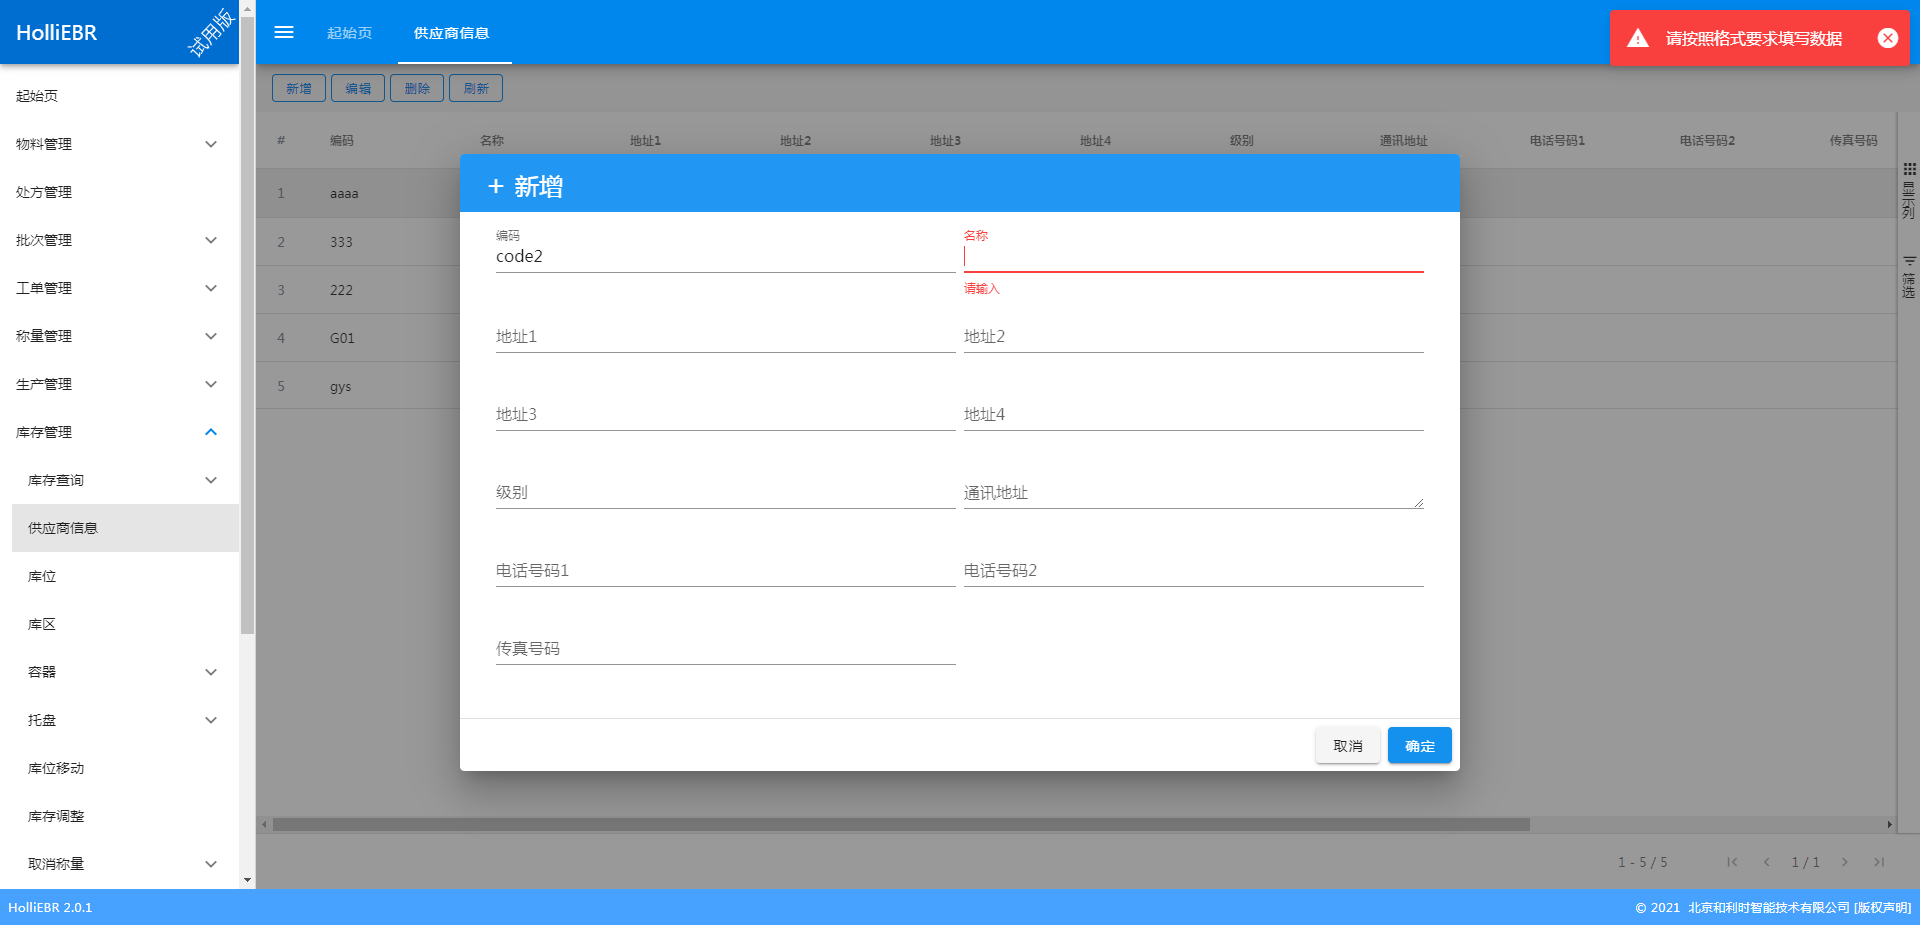 HolliEBR
试用版
起始页
供应商信息
请按照格式要求填写数据
起始页
物料管理
处方管理
批次管理
工单管理
称量管理
生产管理
库存管理
库存查询
供应商信息
库位
库区
容器
托盘
库位移动
库存调整
取消称量
新增
编辑
删除
刷新
# 编码 名称 地址1 地址2 地址3 地址4 级别 通讯地址 电话号码1 电话号码2 传真号码
1 aaaa
2 333
3 222
4 G01
5 gys
显示列
筛选
+ 新增
编码
code2
名称
请输入
地址1
地址2
地址3
地址4
级别
通讯地址
电话号码1
电话号码2
传真号码
取消
确定
1 - 5 / 5
1 / 1
HolliEBR 2.0.1
© 2021 北京和利时智能技术有限公司 [版权声明]